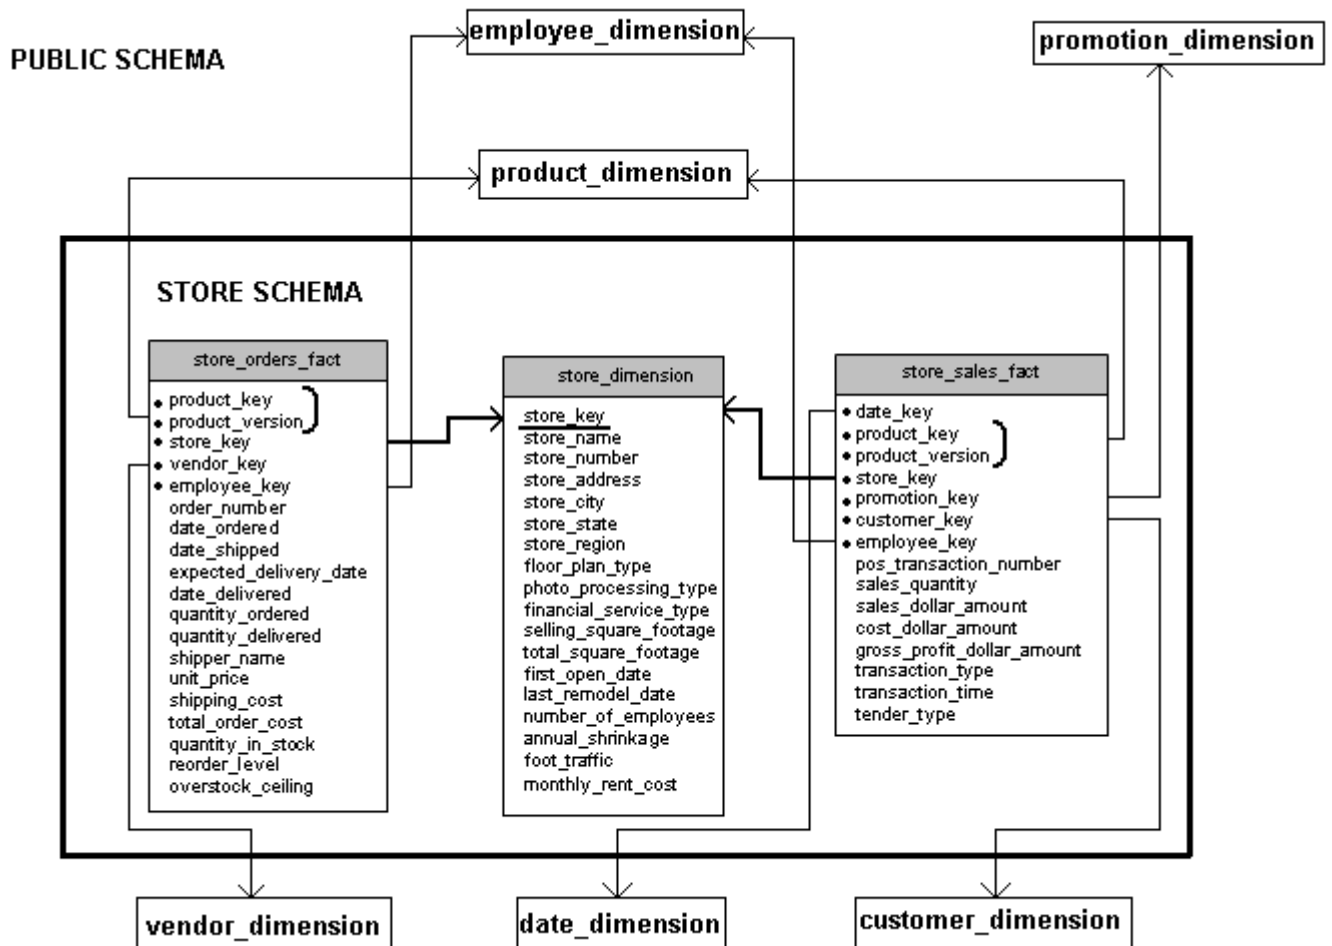 employee_dimension
promotion_dimension
PUBLIC SCHEMA
product_dimension
STORE SCHEMA
store_orders_fact
product_key
product_version
store_key
vendor_key
employee_key
order_number
date_ordered
date_shipped
expected_delivery_date
date_delivered
quantity_ordered
quantity_delivered
shipper_name
unit_price
shipping_cost
total_order_cost
quantity_in_stock
reorder_level
overstock_ceiling
store_dimension
store_key
store_name
store_number
store_address
store_city
store_state
store_region
floor_plan_type
photo_processing_type
financial_service_type
selling_square_footage
total_square_footage
first_open_date
last_remodel_date
number_of_employees
annual_shrinkage
foot_traffic
monthly_rent_cost
store_sales_fact
date_key
product_key
product_version
store_key
promotion_key
customer_key
employee_key
pos_transaction_number
sales_quantity
sales_dollar_amount
cost_dollar_amount
gross_profit_dollar_amount
transaction_type
transaction_time
tender_type
vendor_dimension
date_dimension
customer_dimension